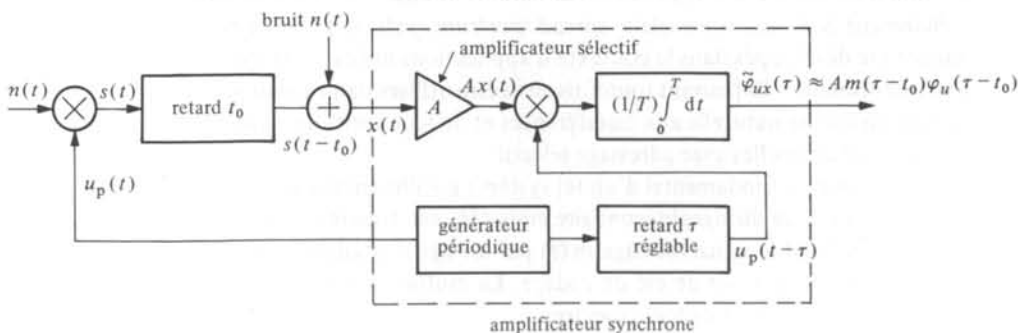 bruit n(t)
amplificateur sélectif
n(t)
s(t)
retard t₀
+
s(t−t₀)
x(t)
A
Ax(t)
(1/T) ∫₀ᵀ dt
φ̃ᵤₓ(τ) ≈ Am(τ−t₀)φᵤ(τ−t₀)
uₚ(t)
générateur périodique
retard τ réglable
uₚ(t−τ)
amplificateur synchrone